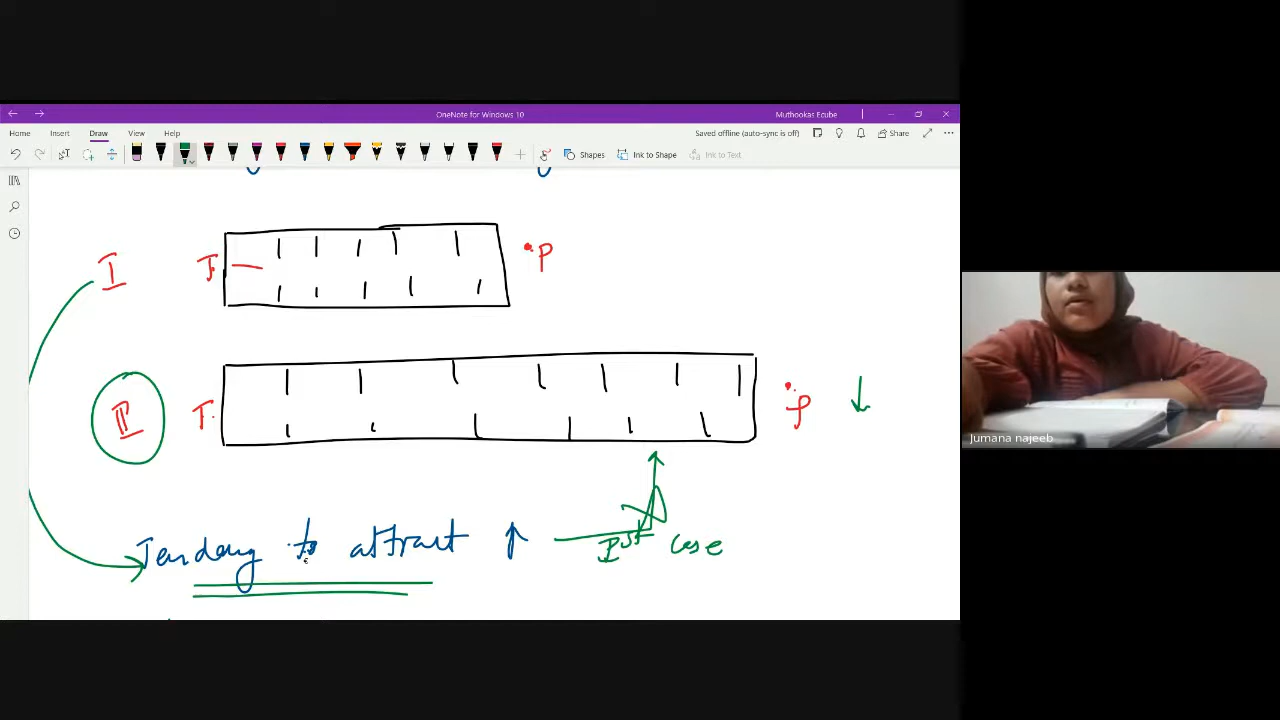 OneNote for Windows 10
Muthookas Ecube
Home Insert Draw View Help
Saved offline (auto-sync is off)
Share
Shapes
Ink to Shape
Ink to Text
I
P
II
P
Tendency to attract ↑
Ist case
Jumana najeeb